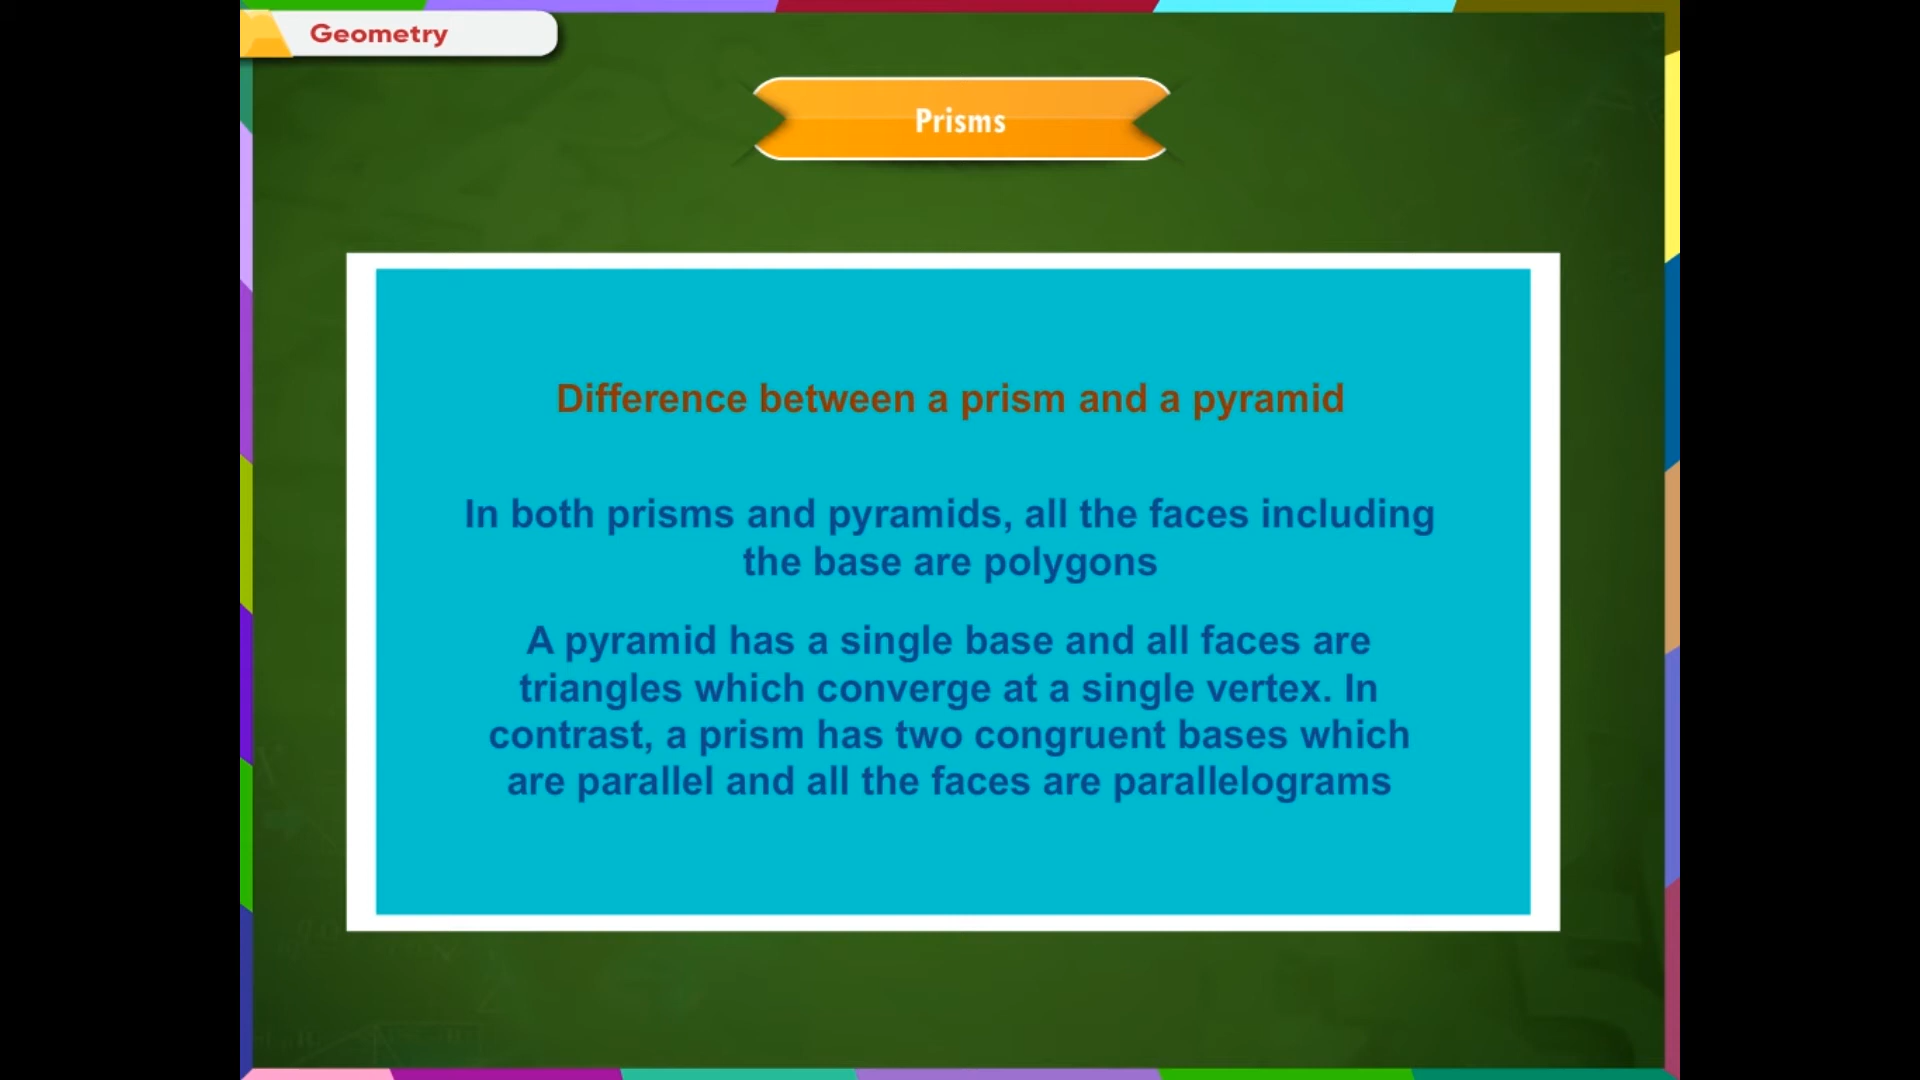 Geometry
Prisms
Difference between a prism and a pyramid
In both prisms and pyramids, all the faces including
the base are polygons
A pyramid has a single base and all faces are
triangles which converge at a single vertex. In
contrast, a prism has two congruent bases which
are parallel and all the faces are parallelograms